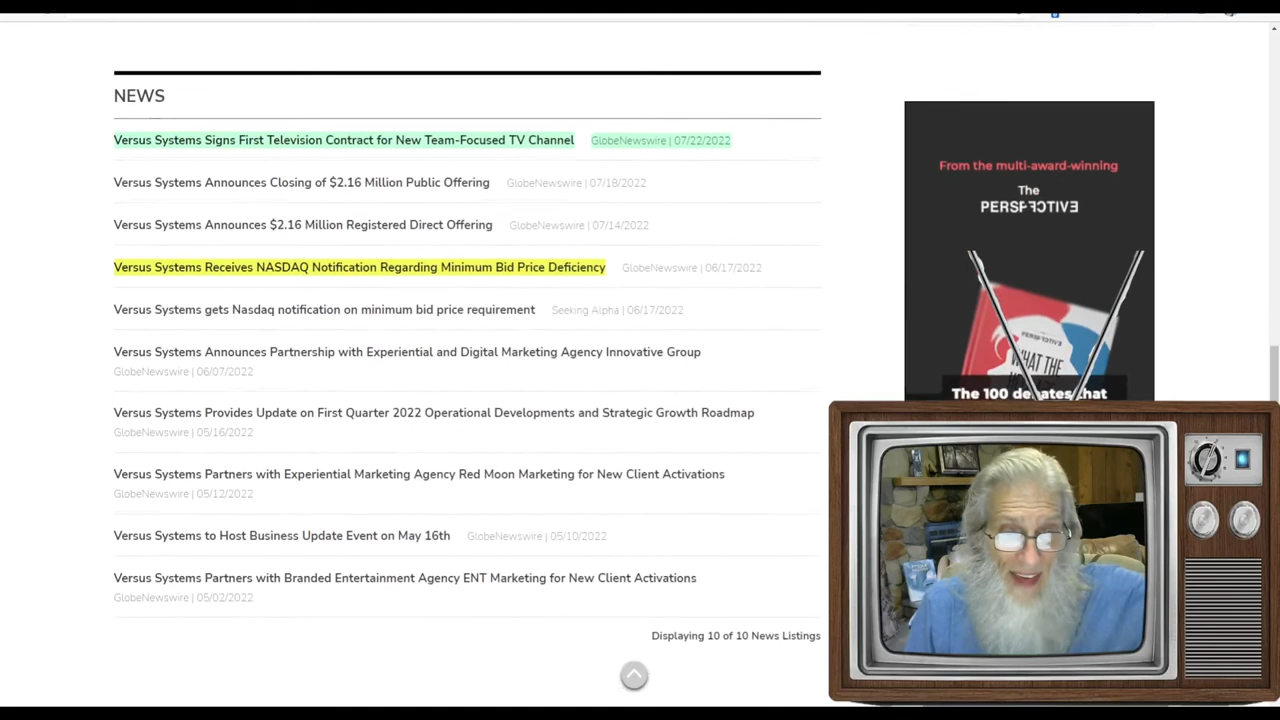 NEWS
Versus Systems Signs First Television Contract for New Team-Focused TV Channel GlobeNewswire | 07/22/2022
Versus Systems Announces Closing of $2.16 Million Public Offering GlobeNewswire | 07/18/2022
Versus Systems Announces $2.16 Million Registered Direct Offering GlobeNewswire | 07/14/2022
Versus Systems Receives NASDAQ Notification Regarding Minimum Bid Price Deficiency GlobeNewswire | 06/17/2022
Versus Systems gets Nasdaq notification on minimum bid price requirement Seeking Alpha | 06/17/2022
Versus Systems Announces Partnership with Experiential and Digital Marketing Agency Innovative Group
GlobeNewswire | 06/07/2022
Versus Systems Provides Update on First Quarter 2022 Operational Developments and Strategic Growth Roadmap
GlobeNewswire | 05/16/2022
Versus Systems Partners with Experiential Marketing Agency Red Moon Marketing for New Client Activations
GlobeNewswire | 05/12/2022
Versus Systems to Host Business Update Event on May 16th GlobeNewswire | 05/10/2022
Versus Systems Partners with Branded Entertainment Agency ENT Marketing for New Client Activations
GlobeNewswire | 05/02/2022
Displaying 10 of 10 News Listings
From the multi-award-winning
The
PERSPECTIVE
PERSPECTIVE
WHAT THE
The 100 debates that